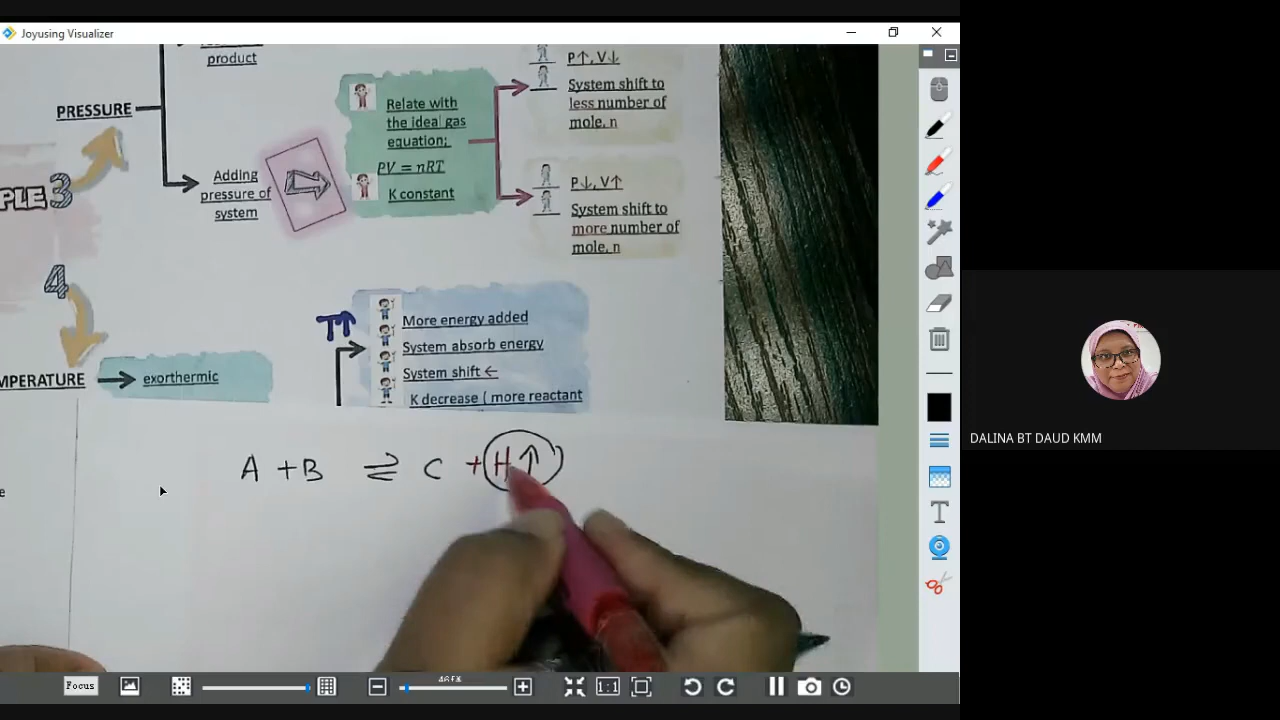 Joyusing Visualizer
product
PRESSURE
Adding
pressure of
system
Relate with
the ideal gas
equation;
PV = nRT
K constant
P↑, V↓
System shift to
less number of
mole, n
P↓, V↑
System shift to
more number of
mole, n
PLE 3
4
T↑
More energy added
System absorb energy
System shift ←
K decrease ( more reactant
MPERATURE
exorthermic
A + B ⇌ C + H↑
e
DALINA BT DAUD KMM
T
Focus
1:1